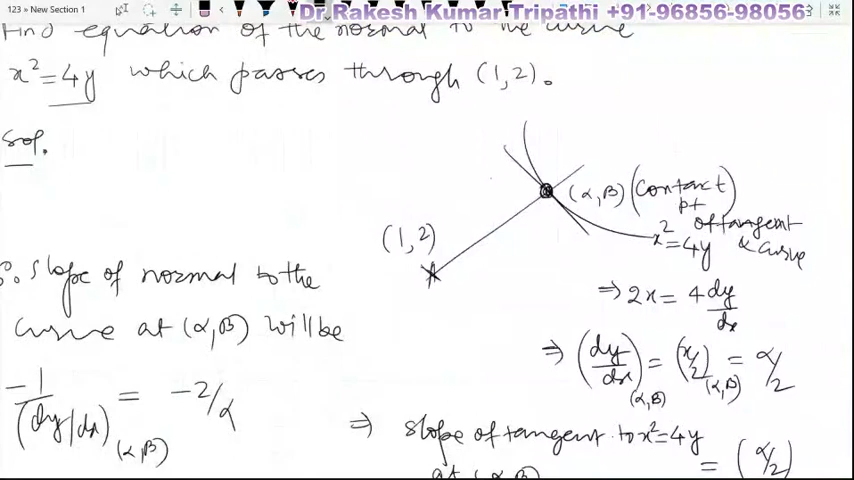 123 » New Section 1
Dr.Rakesh Kumar Tripathi +91-96856-98056
Find equation of the normal to the curve
x² = 4y which passes through (1, 2).
Sol.
(α, β) (Contact pt of tangent & curve
(1, 2)
x² = 4y
⇒ 2x = 4 dy/dx
⇒ (dy/dx)(α, β) = (x/2)(α, β) = α/2
⇒ slope of tangent to x² = 4y
at (α, β) = (α/2)
∴ slope of normal to the
curve at (α, β) will be
-1/(dy/dx)(α, β) = -2/α